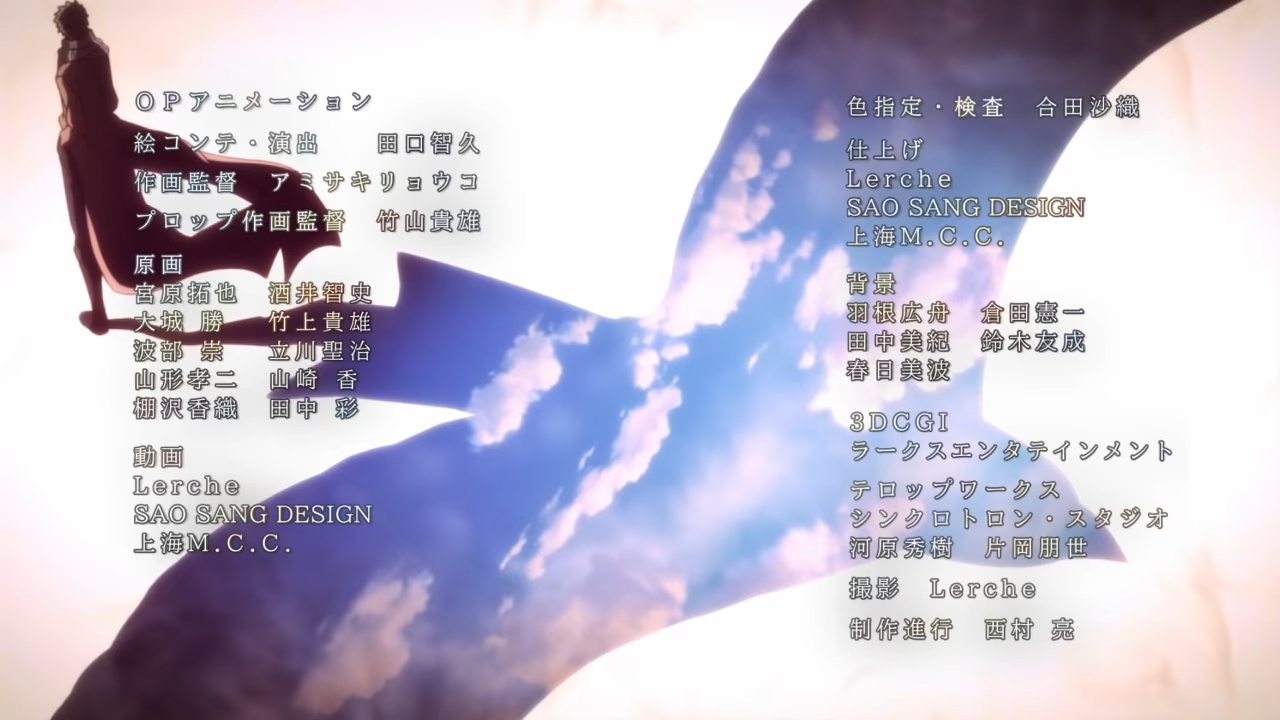 OPアニメーション
絵コンテ・演出　田口智久
作画監督　アミサキリョウコ
プロップ作画監督　竹山貴雄
原画
宮原拓也　酒井智史
大城 勝　竹上貴雄
波部 崇　立川聖治
山形孝二　山崎 香
棚沢香織　田中 彩
動画
Lerche
SAO SANG DESIGN
上海M.C.C.
色指定・検査　合田沙織
仕上げ
Lerche
SAO SANG DESIGN
上海M.C.C.
背景
羽根広舟　倉田憲一
田中美紀　鈴木友成
春日美波
3DCGI
ラークスエンタテインメント
テロップワークス
シンクロトロン・スタジオ
河原秀樹　片岡朋世
撮影　Lerche
制作進行　西村 亮